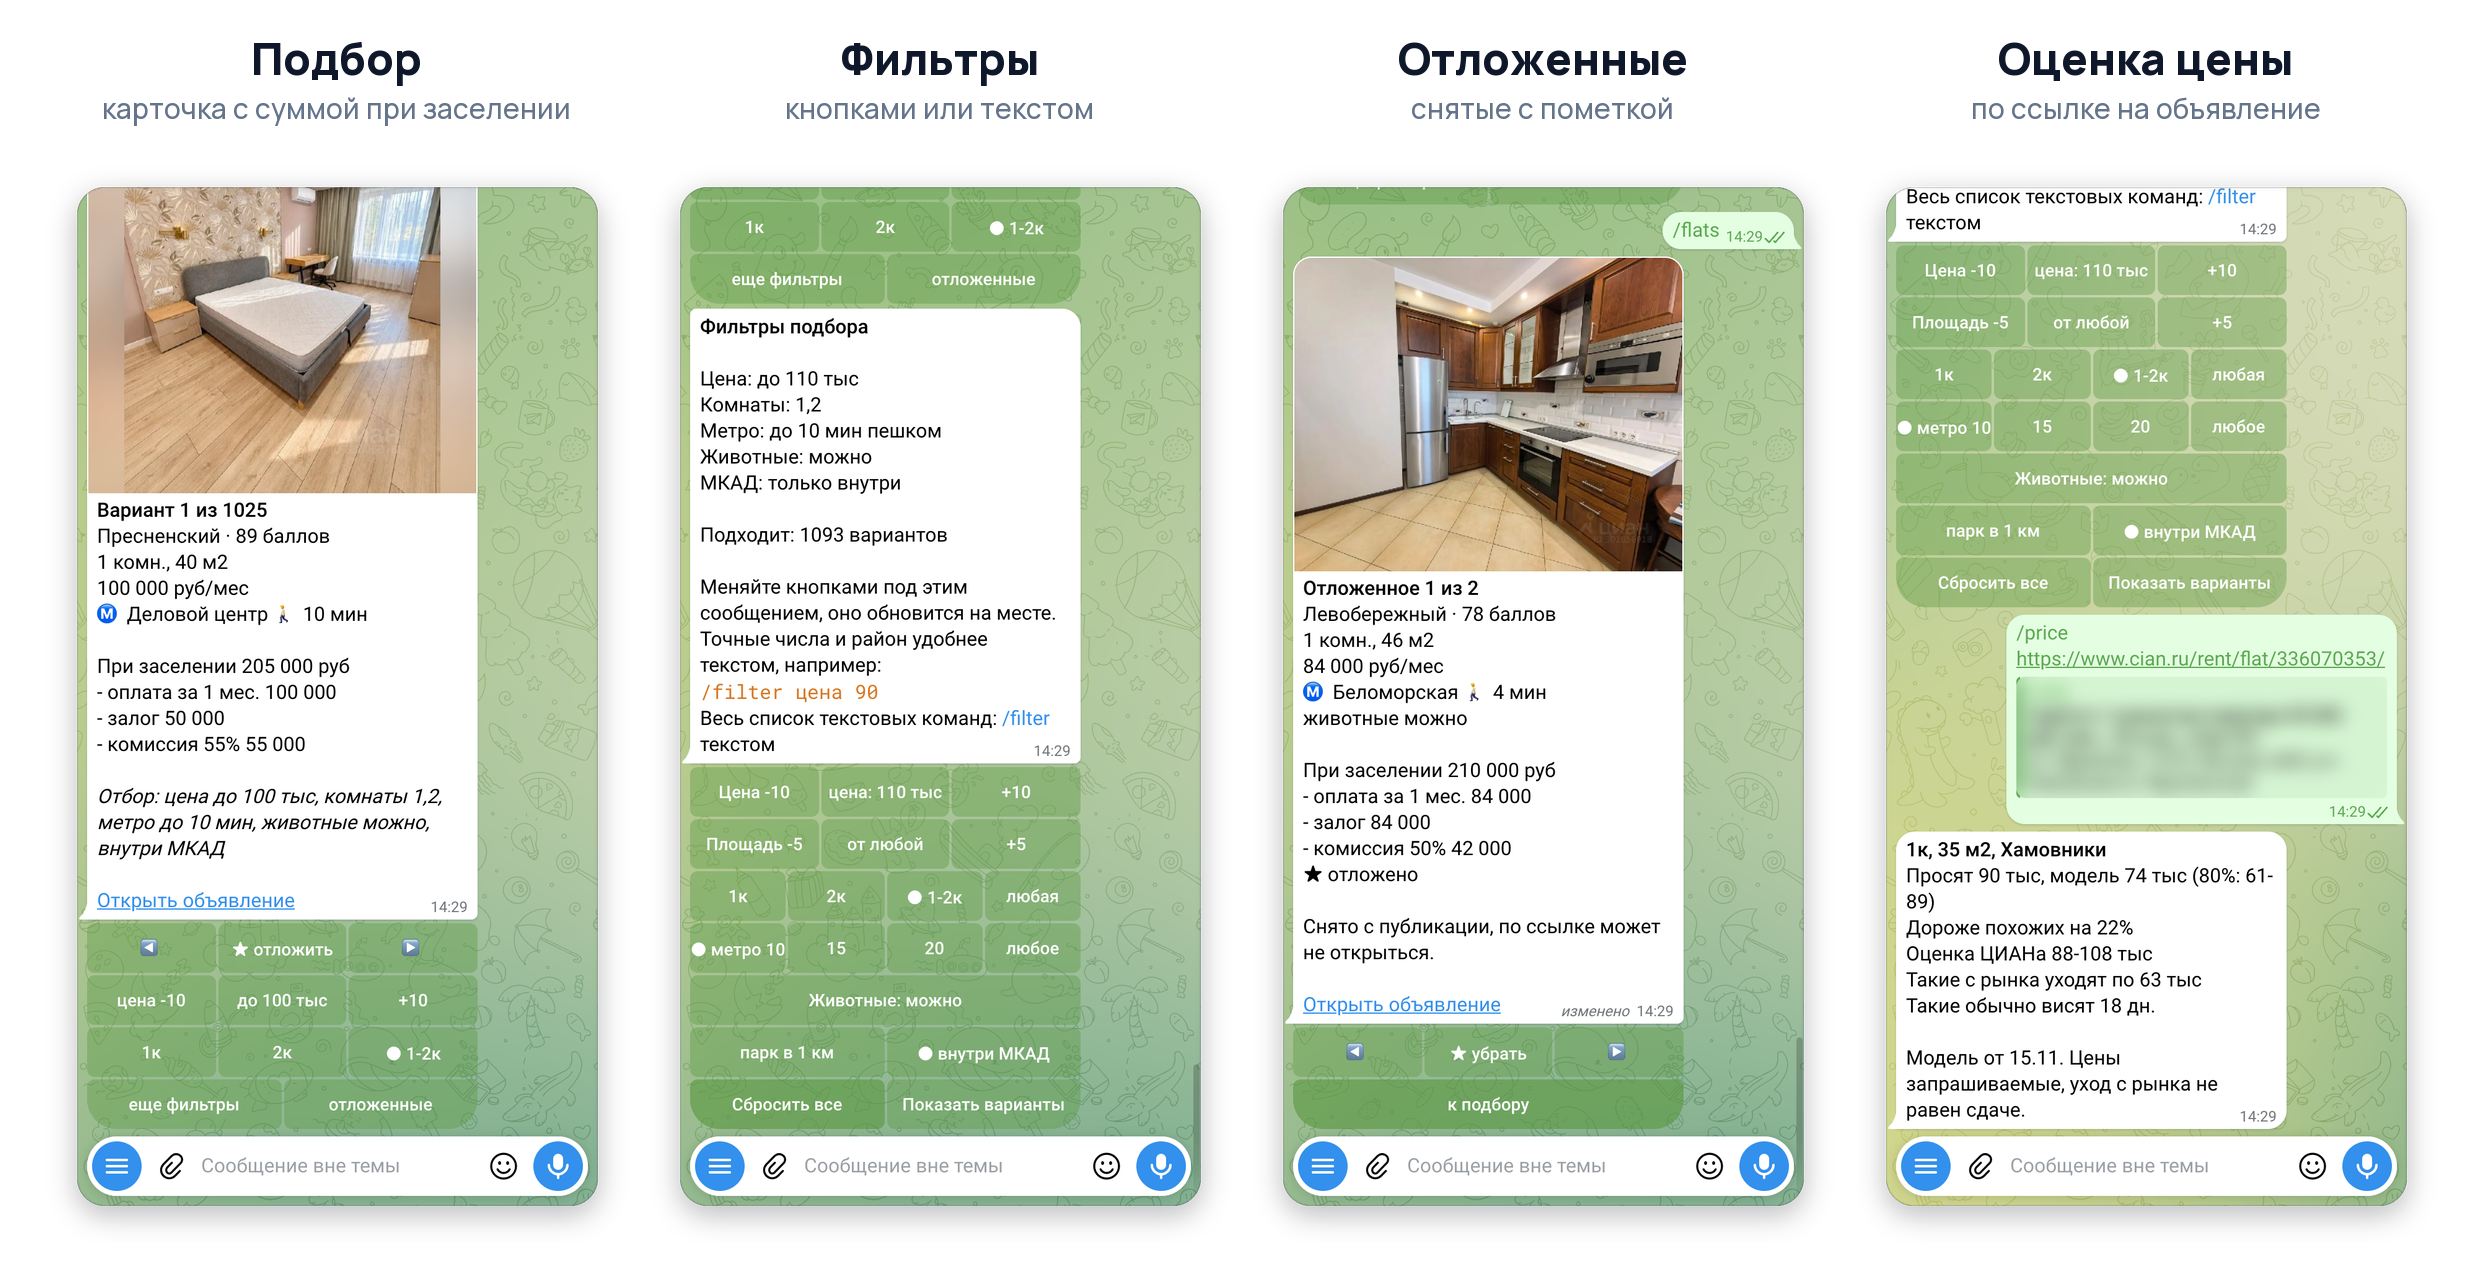 Подбор
карточка с суммой при заселении
Вариант 1 из 1025
Пресненский · 89 баллов
1 комн., 40 м2
100 000 руб/мес
М Деловой центр 🚶 10 мин
При заселении 205 000 руб
- оплата за 1 мес. 100 000
- залог 50 000
- комиссия 55% 55 000
Отбор: цена до 100 тыс, комнаты 1,2,
метро до 10 мин, животные можно,
внутри МКАД
Открыть объявление 14:29
◀ ★ отложить ▶
цена -10 до 100 тыс +10
1к 2к 1-2к
еще фильтры отложенные
Сообщение вне темы
Фильтры
кнопками или текстом
1к 2к 1-2к
еще фильтры отложенные
Фильтры подбора
Цена: до 110 тыс
Комнаты: 1,2
Метро: до 10 мин пешком
Животные: можно
МКАД: только внутри
Подходит: 1093 вариантов
Меняйте кнопками под этим
сообщением, оно обновится на месте.
Точные числа и район удобнее
текстом, например:
/filter цена 90
Весь список текстовых команд: /filter
текстом 14:29
Цена -10 цена: 110 тыс +10
Площадь -5 от любой +5
1к 2к 1-2к любая
метро 10 15 20 любое
Животные: можно
парк в 1 км внутри МКАД
Сбросить все Показать варианты
Сообщение вне темы
Отложенные
снятые с пометкой
/flats 14:29
циан
Отложенное 1 из 2
Левобережный · 78 баллов
1 комн., 46 м2
84 000 руб/мес
М Беломорская 🚶 4 мин
животные можно
При заселении 210 000 руб
- оплата за 1 мес. 84 000
- залог 84 000
- комиссия 50% 42 000
★ отложено
Снято с публикации, по ссылке может
не открыться.
Открыть объявление изменено 14:29
◀ ★ убрать ▶
к подбору
Сообщение вне темы
Оценка цены
по ссылке на объявление
Весь список текстовых команд: /filter
текстом 14:29
Цена -10 цена: 110 тыс +10
Площадь -5 от любой +5
1к 2к 1-2к любая
метро 10 15 20 любое
Животные: можно
парк в 1 км внутри МКАД
Сбросить все Показать варианты
/price
https://www.cian.ru/rent/flat/336070353/
14:29
1к, 35 м2, Хамовники
Просят 90 тыс, модель 74 тыс (80%: 61-
89)
Дороже похожих на 22%
Оценка ЦИАНа 88-108 тыс
Такие с рынка уходят по 63 тыс
Такие обычно висят 18 дн.
Модель от 15.11. Цены
запрашиваемые, уход с рынка не
равен сдаче. 14:29
Сообщение вне темы